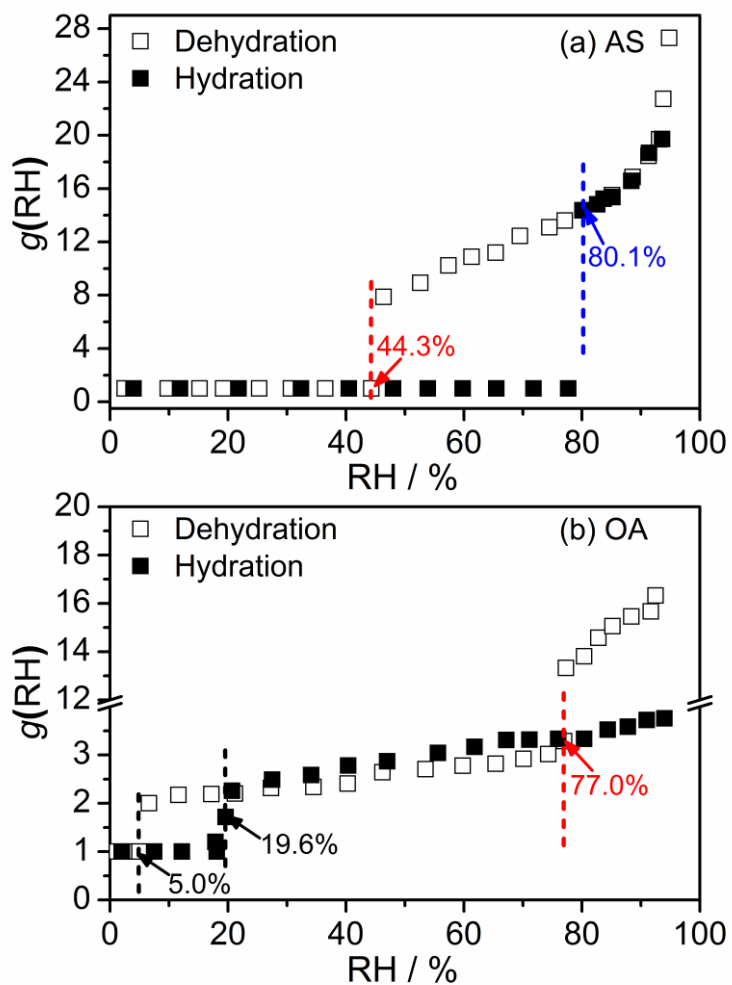 28
24
20
16
12
8
4
0
g(RH)
Dehydration
Hydration
(a) AS
80.1%
44.3%
0 20 40 60 80 100
RH / %
20
18
16
14
12
3
2
1
0
g(RH)
Dehydration
Hydration
(b) OA
77.0%
19.6%
5.0%
0 20 40 60 80 100
RH / %